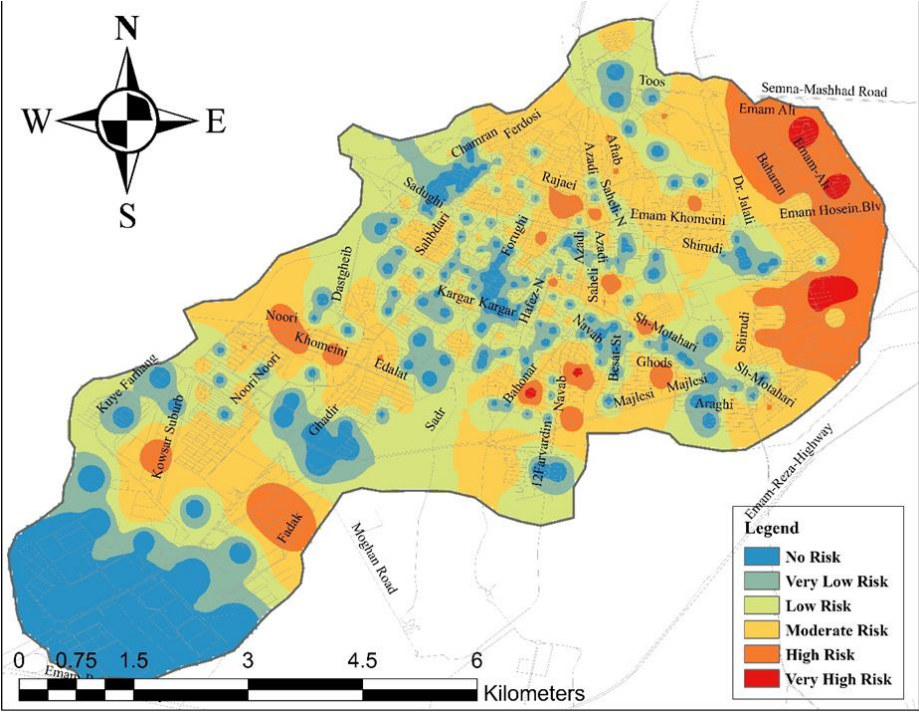 N
W E
S
Toos
Semna-Mashhad Road
Emam Ali
Chamran
Ferdosi
Azadi
Aftab
Emam-Ali
Baharan
Sadughi
Rajaei
Saheli-N
Dr. Jalali
Emam Hosein.Blv
Sahbdari
Emam Khomeini
Forughi
Azadi
Azadi
Shirudi
Dastgheib
Saheli
Kargar Kargar
Hafez-N
Noori
Khomeini
Navab
Sh-Motahari
Shirudi
Edalat
Besat-St
Ghods
Kuye Farhang
Noori
Noori
Bahonar
Navab
Majlesi
Majlesi
Sh-Motahari
Araghi
Kowsar Suburb
Ghadir
Sadr
12Farvardin
Emam-Reza-Highway
Fadak
Moghan Road
Legend
No Risk
Very Low Risk
Low Risk
Moderate Risk
High Risk
Very High Risk
0 0.75 1.5 3 4.5 6
Kilometers